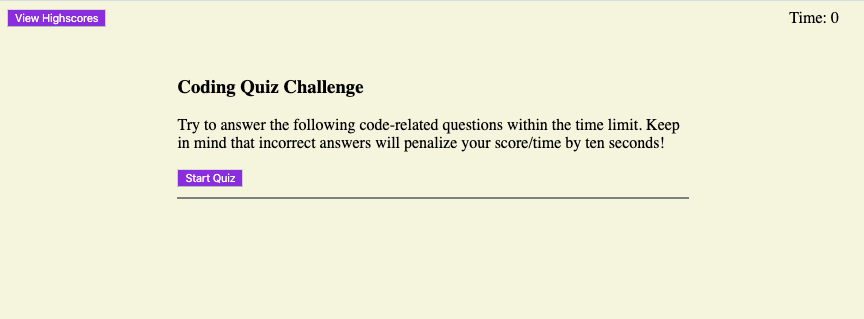 View Highscores
Time: 0
Coding Quiz Challenge
Try to answer the following code-related questions within the time limit. Keep
in mind that incorrect answers will penalize your score/time by ten seconds!
Start Quiz